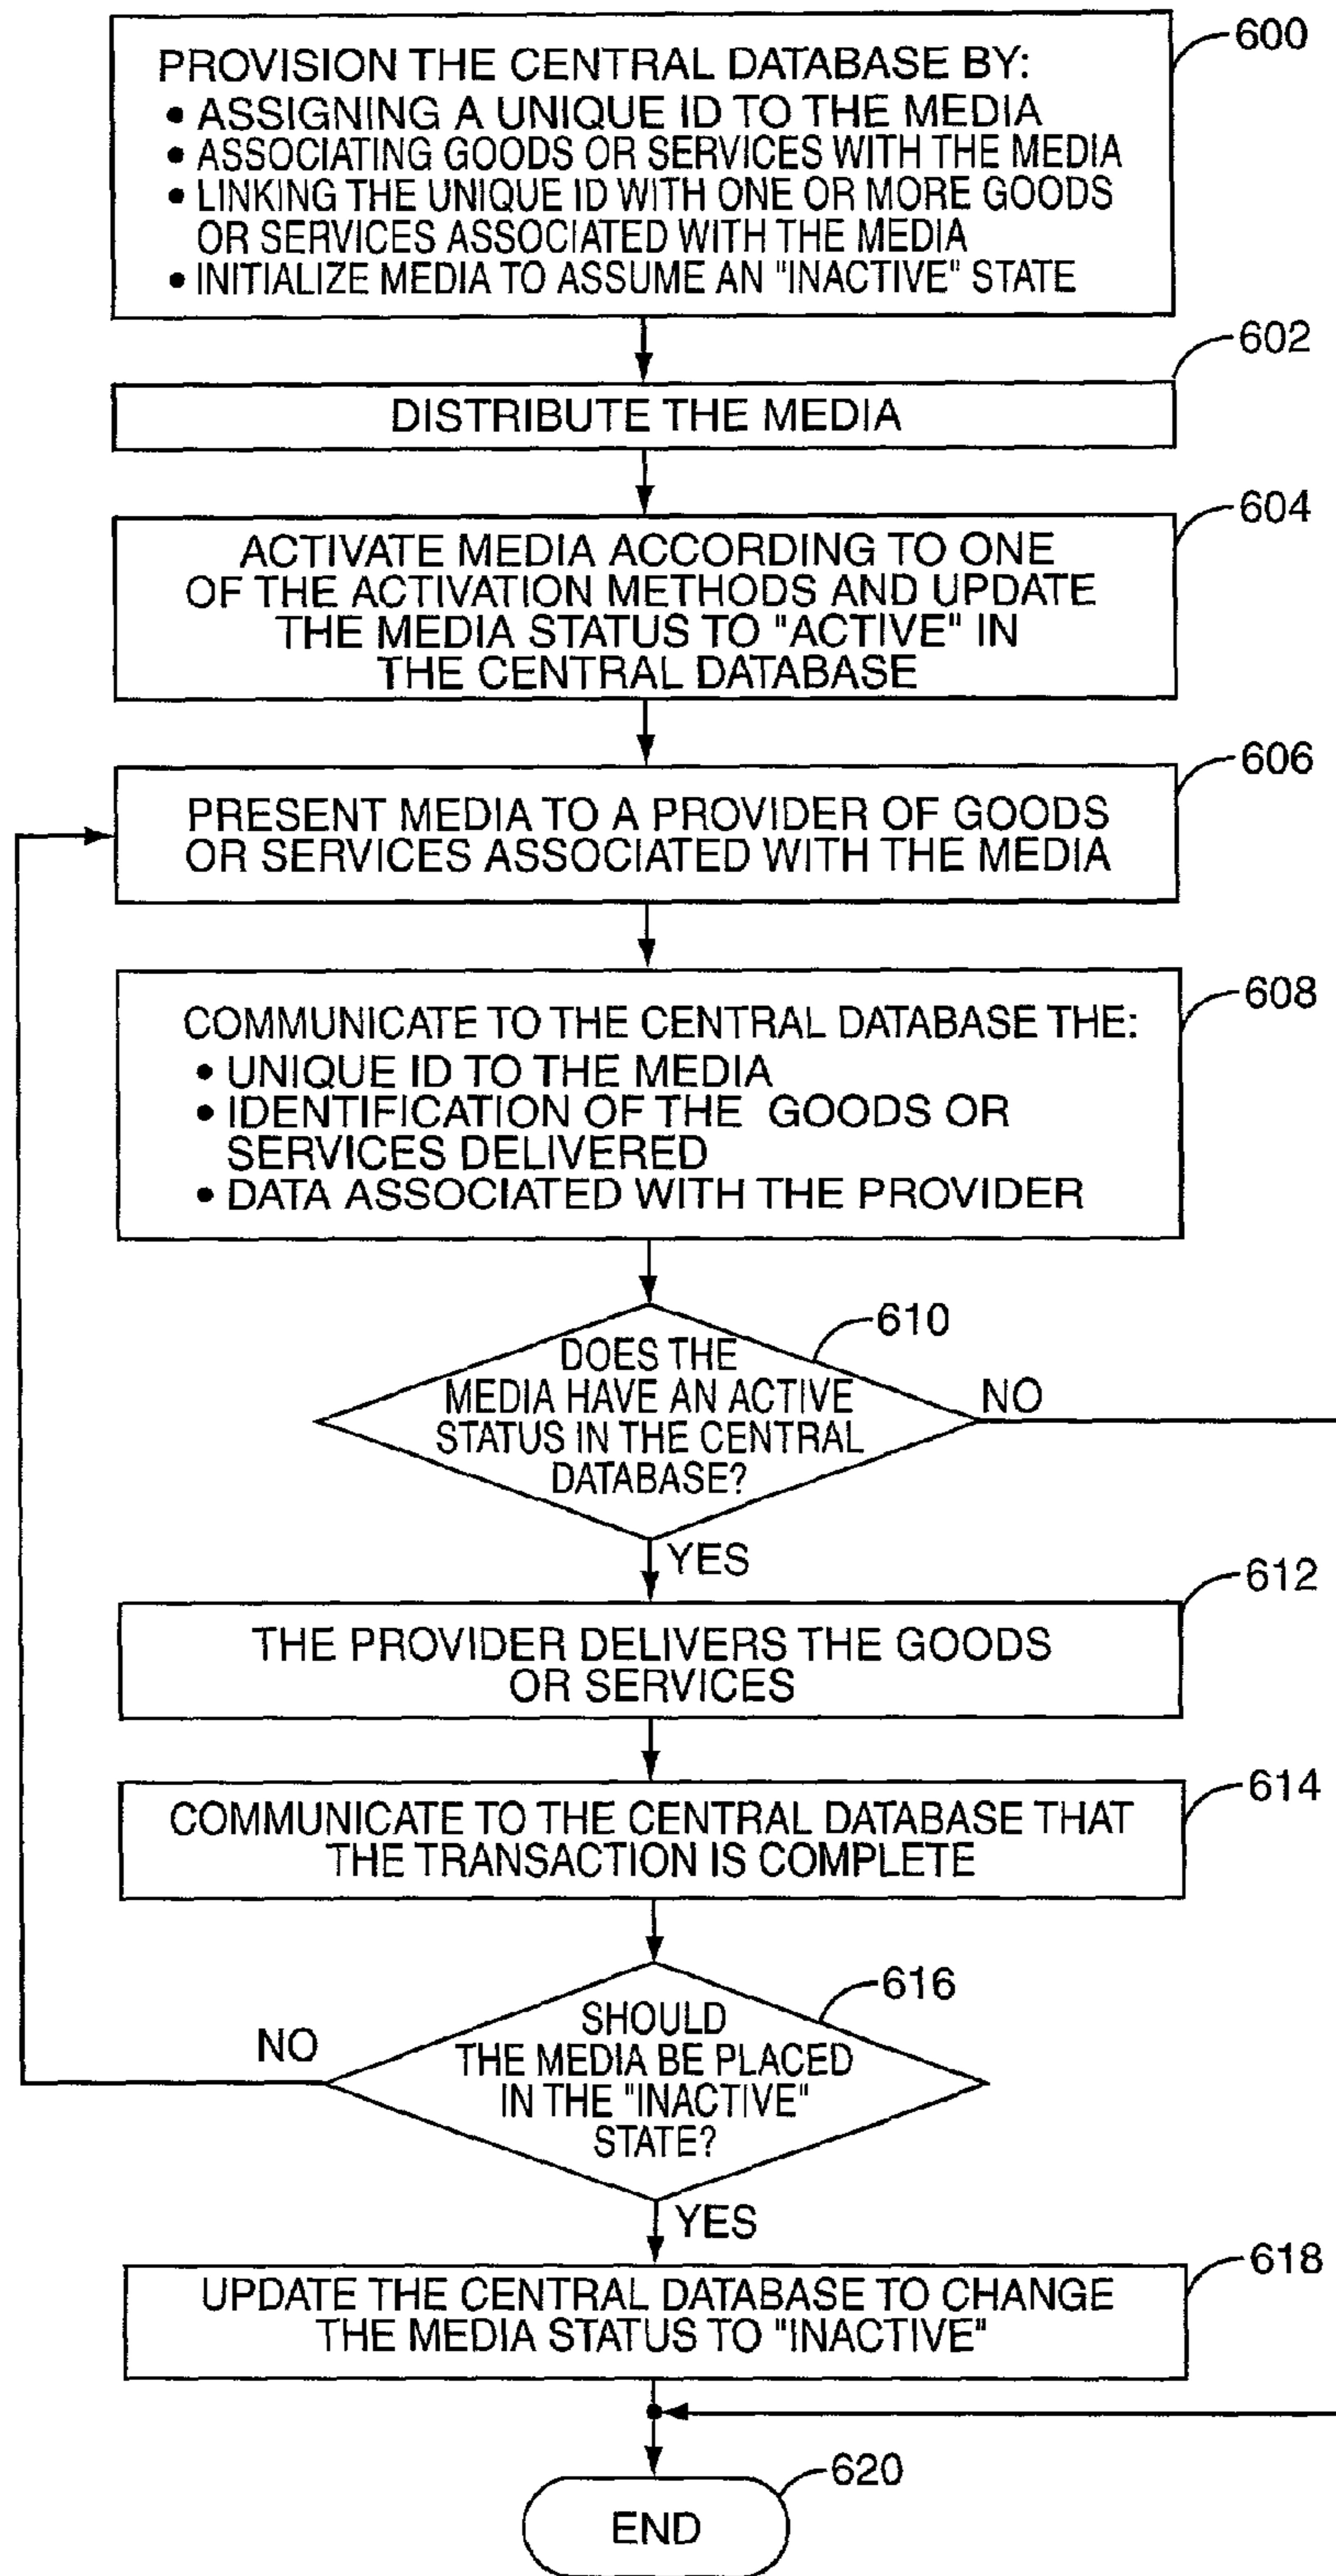 600
PROVISION THE CENTRAL DATABASE BY:
• ASSIGNING A UNIQUE ID TO THE MEDIA
• ASSOCIATING GOODS OR SERVICES WITH THE MEDIA
• LINKING THE UNIQUE ID WITH ONE OR MORE GOODS
OR SERVICES ASSOCIATED WITH THE MEDIA
• INITIALIZE MEDIA TO ASSUME AN "INACTIVE" STATE
602
DISTRIBUTE THE MEDIA
604
ACTIVATE MEDIA ACCORDING TO ONE
OF THE ACTIVATION METHODS AND UPDATE
THE MEDIA STATUS TO "ACTIVE" IN
THE CENTRAL DATABASE
606
PRESENT MEDIA TO A PROVIDER OF GOODS
OR SERVICES ASSOCIATED WITH THE MEDIA
608
COMMUNICATE TO THE CENTRAL DATABASE THE:
• UNIQUE ID TO THE MEDIA
• IDENTIFICATION OF THE GOODS OR
SERVICES DELIVERED
• DATA ASSOCIATED WITH THE PROVIDER
610
DOES THE
MEDIA HAVE AN ACTIVE
STATUS IN THE CENTRAL
DATABASE?
NO
YES
612
THE PROVIDER DELIVERS THE GOODS
OR SERVICES
614
COMMUNICATE TO THE CENTRAL DATABASE THAT
THE TRANSACTION IS COMPLETE
616
SHOULD
THE MEDIA BE PLACED
IN THE "INACTIVE"
STATE?
NO
YES
618
UPDATE THE CENTRAL DATABASE TO CHANGE
THE MEDIA STATUS TO "INACTIVE"
620
END